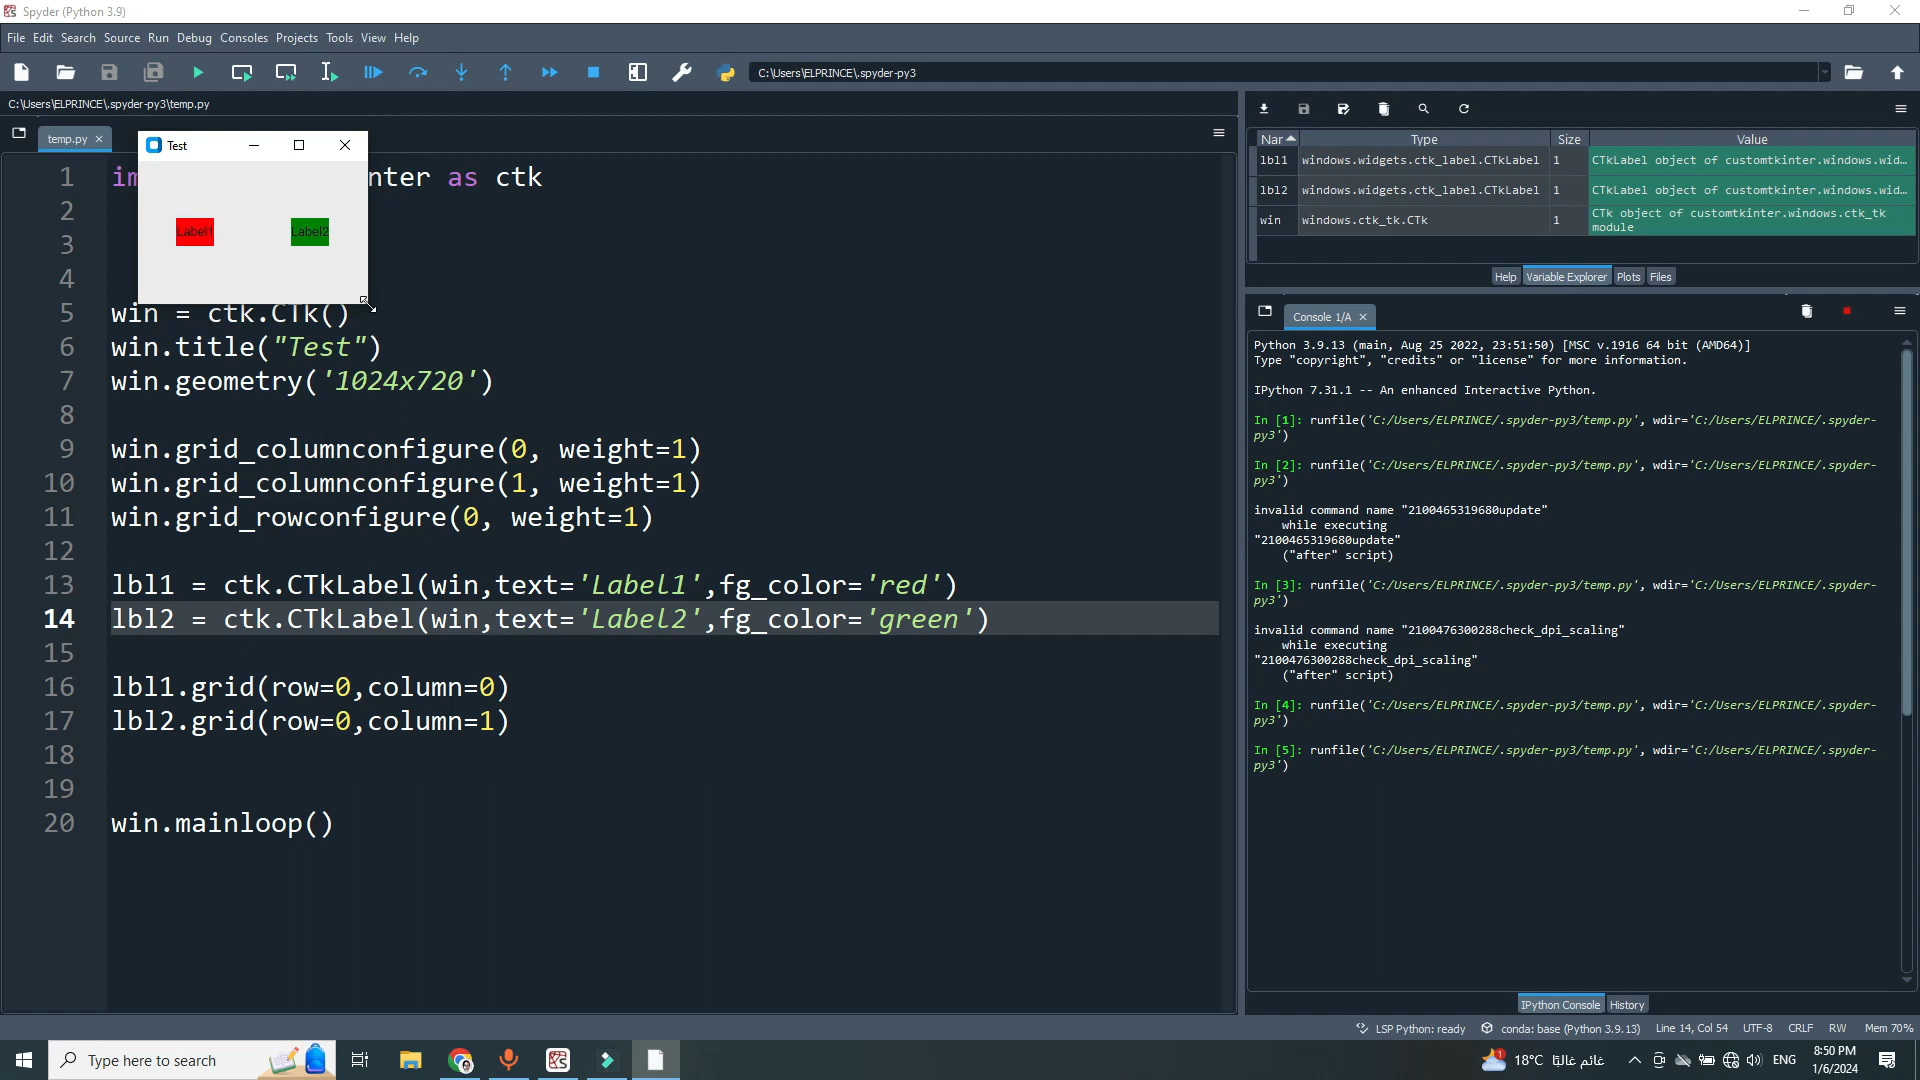 Spyder (Python 3.9)
File Edit Search Source Run Debug Consoles Projects Tools View Help
C:\Users\ELPRINCE\.spyder-py3
C:\Users\ELPRINCE\.spyder-py3\temp.py
temp.py
Test
Label1
Label2
1 im nter as ctk
2
3
4
5 win = ctk.CTk()
6 win.title("Test")
7 win.geometry('1024x720')
8
9 win.grid_columnconfigure(0, weight=1)
10 win.grid_columnconfigure(1, weight=1)
11 win.grid_rowconfigure(0, weight=1)
12
13 lbl1 = ctk.CTkLabel(win,text='Label1',fg_color='red')
14 lbl2 = ctk.CTkLabel(win,text='Label2',fg_color='green')
15
16 lbl1.grid(row=0,column=0)
17 lbl2.grid(row=0,column=1)
18
19
20 win.mainloop()
Nar Type Size Value
lbl1 windows.widgets.ctk_label.CTkLabel 1 CTkLabel object of customtkinter.windows.wid…
lbl2 windows.widgets.ctk_label.CTkLabel 1 CTkLabel object of customtkinter.windows.wid…
win windows.ctk_tk.CTk 1 CTk object of customtkinter.windows.ctk_tk
module
Help Variable Explorer Plots Files
Console 1/A
Python 3.9.13 (main, Aug 25 2022, 23:51:50) [MSC v.1916 64 bit (AMD64)]
Type "copyright", "credits" or "license" for more information.
IPython 7.31.1 -- An enhanced Interactive Python.
In [1]: runfile('C:/Users/ELPRINCE/.spyder-py3/temp.py', wdir='C:/Users/ELPRINCE/.spyder-
py3')
In [2]: runfile('C:/Users/ELPRINCE/.spyder-py3/temp.py', wdir='C:/Users/ELPRINCE/.spyder-
py3')
invalid command name "2100465319680update"
while executing
"2100465319680update"
("after" script)
In [3]: runfile('C:/Users/ELPRINCE/.spyder-py3/temp.py', wdir='C:/Users/ELPRINCE/.spyder-
py3')
invalid command name "2100476300288check_dpi_scaling"
while executing
"2100476300288check_dpi_scaling"
("after" script)
In [4]: runfile('C:/Users/ELPRINCE/.spyder-py3/temp.py', wdir='C:/Users/ELPRINCE/.spyder-
py3')
In [5]: runfile('C:/Users/ELPRINCE/.spyder-py3/temp.py', wdir='C:/Users/ELPRINCE/.spyder-
py3')
IPython Console History
LSP Python: ready conda: base (Python 3.9.13) Line 14, Col 54 UTF-8 CRLF RW Mem 70%
Type here to search
1 18°C غائم غالبًا ENG
8:50 PM
1/6/2024